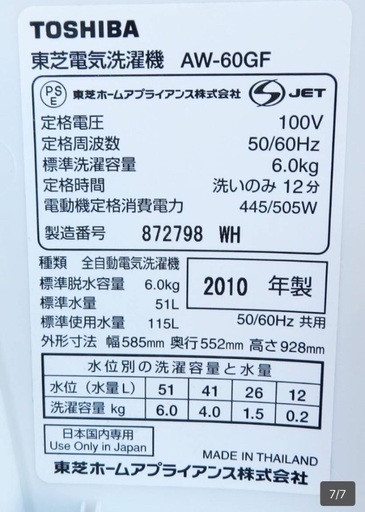 TOSHIBA
東芝電気洗濯機 AW-60GF
PS E 東芝ホームアプライアンス株式会社 S JET
定格電圧 100V
定格周波数 50/60Hz
標準洗濯容量 6.0kg
定格時間 洗いのみ 12分
電動機定格消費電力 445/505W
製造番号 872798 WH
種類 全自動電気洗濯機
標準脱水容量 6.0kg
標準水量 51L
標準使用水量 115L
2010 年製
50/60Hz 共用
外形寸法 幅585mm 奥行552mm 高さ928mm
水位別の洗濯容量と水量
水位（水量L） 51 41 26 12
洗濯容量 kg 6.0 4.0 1.5 0.2
日本国内専用
Use Only in Japan
MADE IN THAILAND
東芝ホームアプライアンス株式会社
7/7